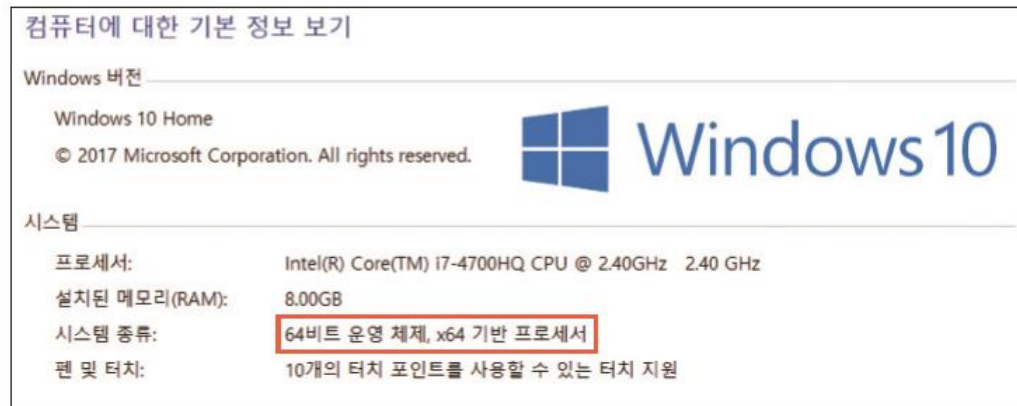 컴퓨터에 대한 기본 정보 보기
Windows 버전
Windows 10 Home
© 2017 Microsoft Corporation. All rights reserved.
Windows 10
시스템
프로세서: Intel(R) Core(TM) i7-4700HQ CPU @ 2.40GHz 2.40 GHz
설치된 메모리(RAM): 8.00GB
시스템 종류: 64비트 운영 체제, x64 기반 프로세서
펜 및 터치: 10개의 터치 포인트를 사용할 수 있는 터치 지원